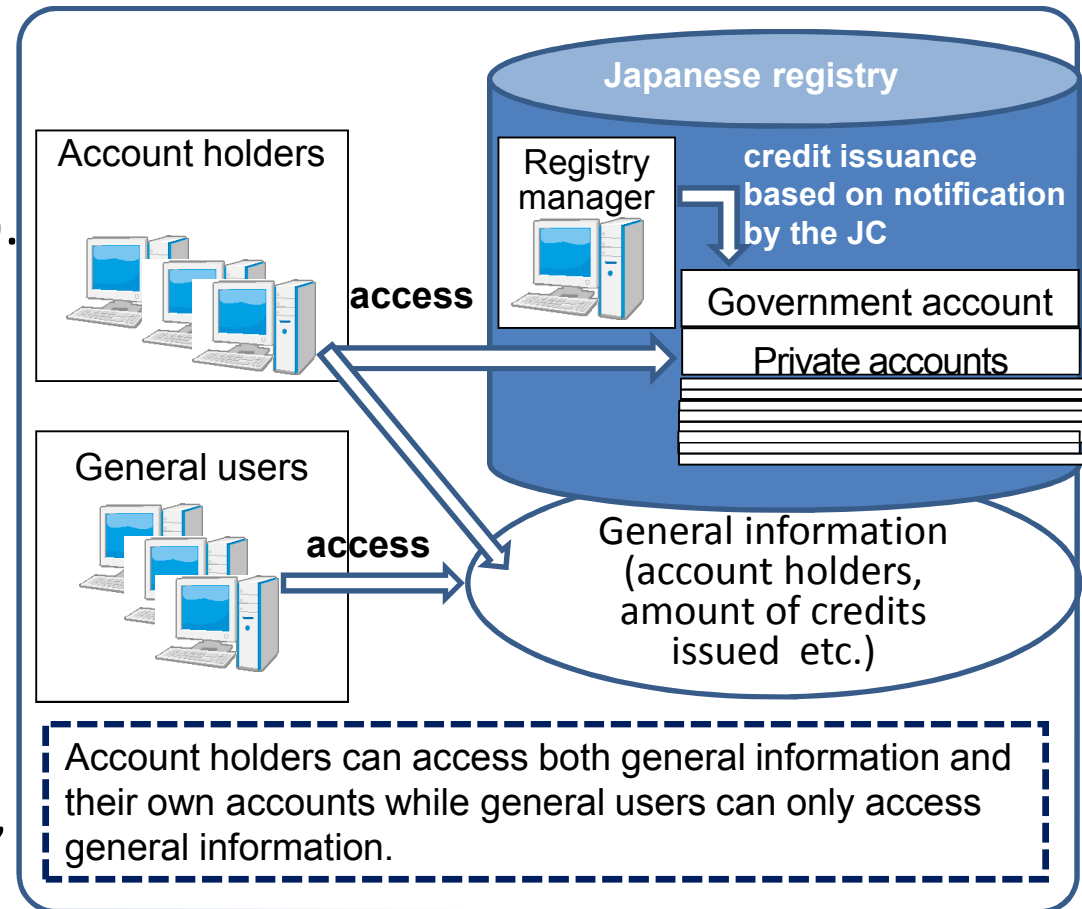 Japanese registry
Account holders
Registry
manager
credit issuance
based on notification
by the JC
.
access
Government account
Private accounts
General users
access
General information
(account holders,
amount of credits
issued etc.)
Account holders can access both general information and
their own accounts while general users can only access
general information.
,